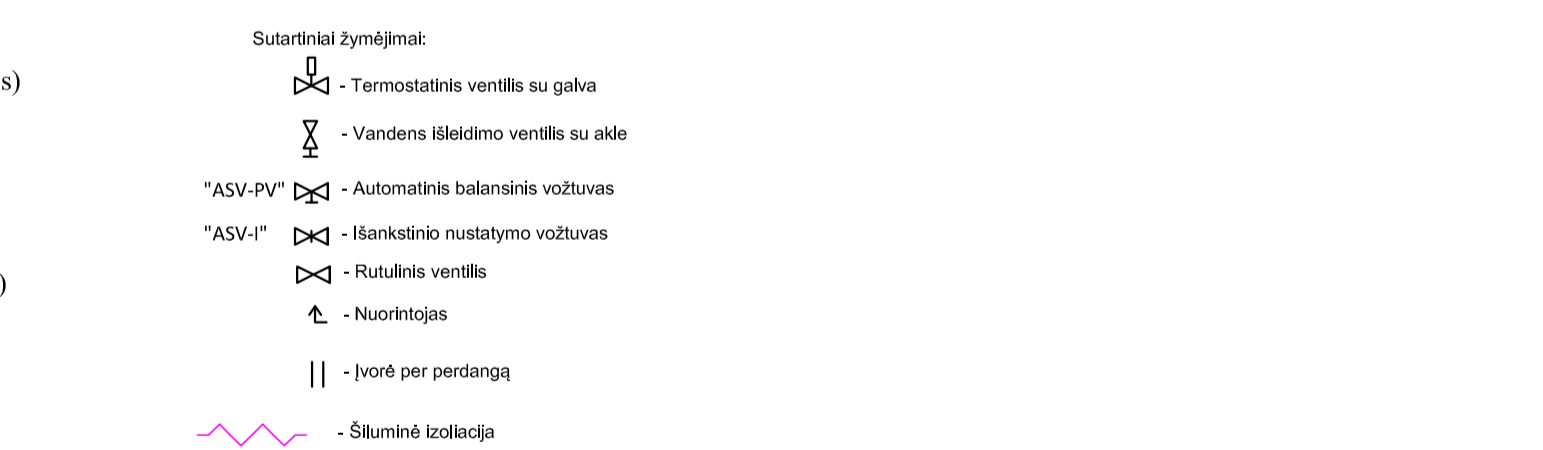 Sutartiniai žymėjimai:
s)
- Termostatinis ventilis su galva
- Vandens išleidimo ventilis su akle
"ASV-PV" - Automatinis balansinis vožtuvas
"ASV-I" - Išankstinio nustatymo vožtuvas
- Rutulinis ventilis
)
- Nuorintojas
- Įvorė per perdangą
- Šiluminė izoliacija